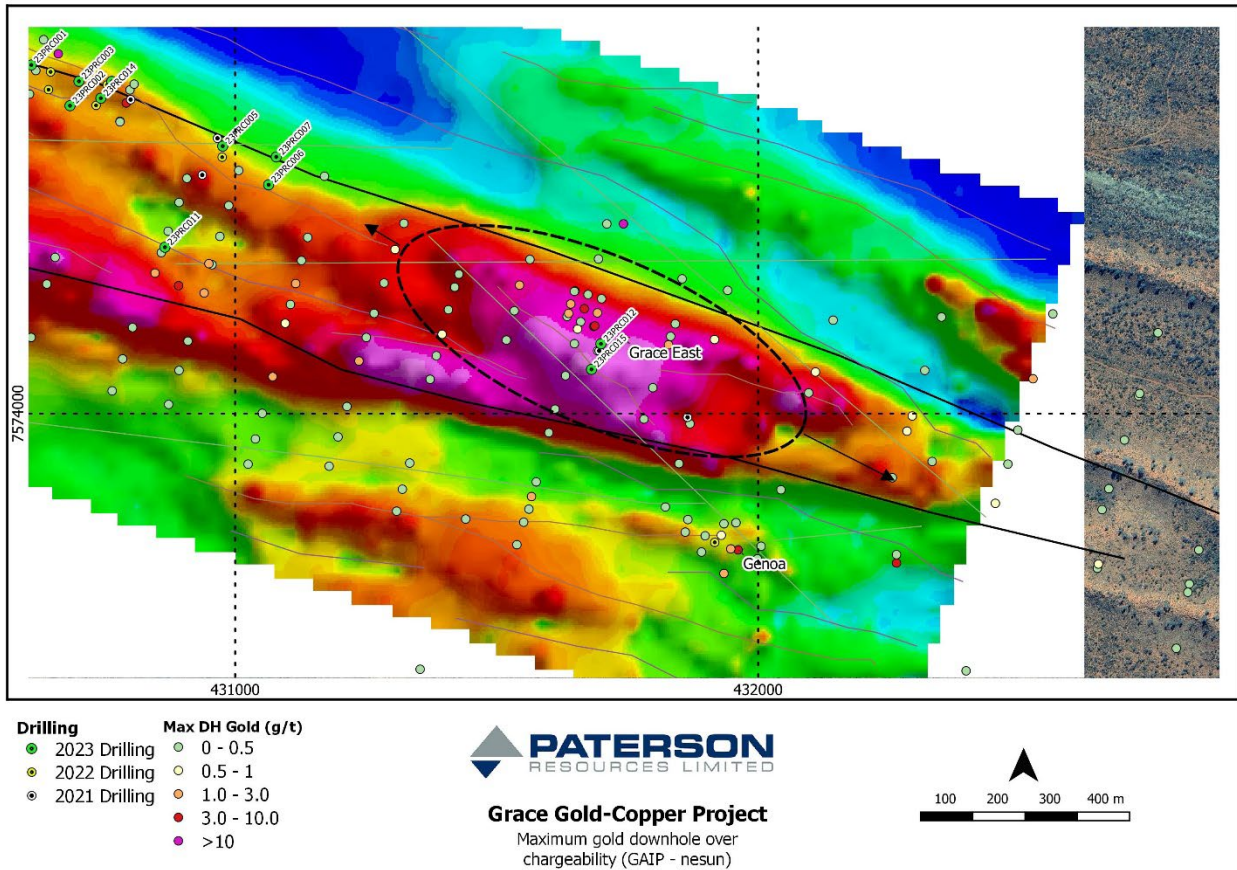 23PRC001
23PRC003
23PRC002
23PRC014
23PRC005
23PRC007
23PRC006
23PRC011
23PRC012
23PRC015
Grace East
7574000
Genoa
431000
432000
Drilling
2023 Drilling
2022 Drilling
2021 Drilling
Max DH Gold (g/t)
0 - 0.5
0.5 - 1
1.0 - 3.0
3.0 - 10.0
>10
PATERSON
RESOURCES LIMITED
Grace Gold-Copper Project
Maximum gold downhole over
chargeability (GAIP - nesun)
100 200 300 400 m